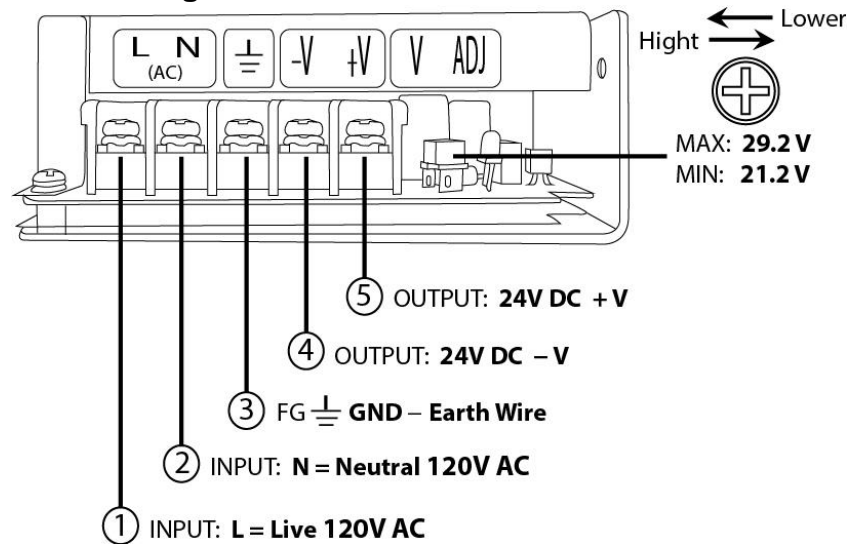 Lower
Hight
L N
(AC)
-V +V
V ADJ
MAX: 29.2 V
MIN: 21.2 V
5 OUTPUT: 24V DC + V
4 OUTPUT: 24V DC – V
3 FG GND – Earth Wire
2 INPUT: N = Neutral 120V AC
1 INPUT: L = Live 120V AC